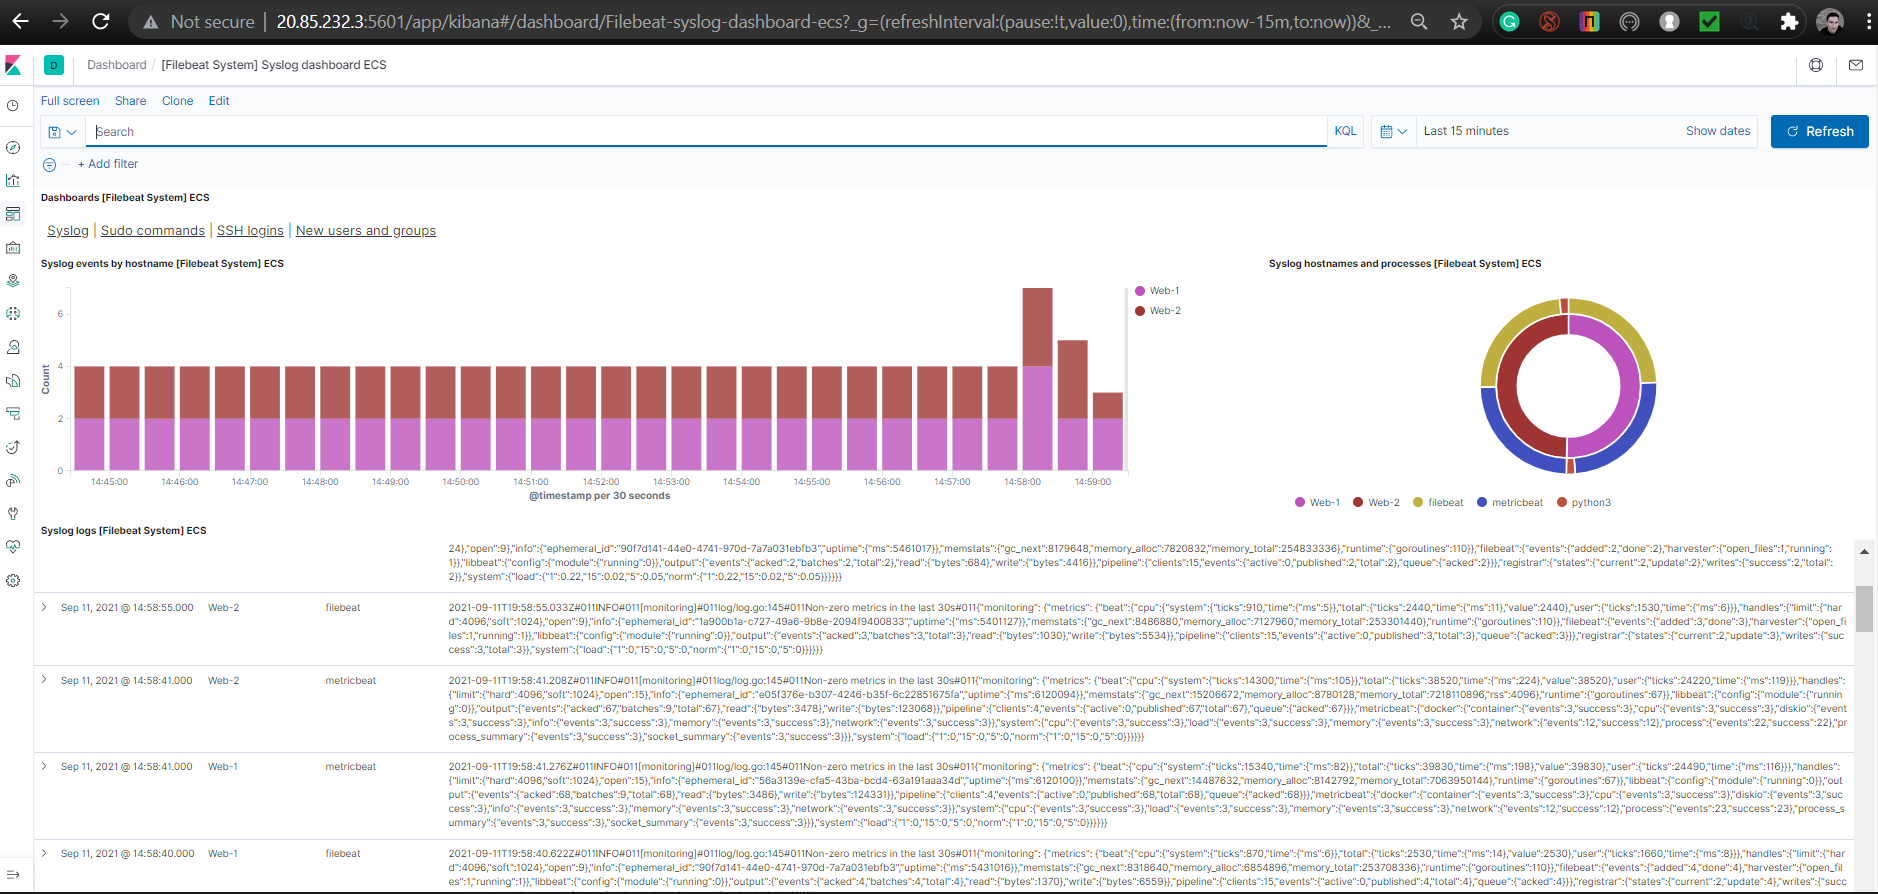 Not secure | 20.85.232.3:5601/app/kibana#/dashboard/Filebeat-syslog-dashboard-ecs?_g=(refreshInterval:(pause:!t,value:0),time:(from:now-15m,to:now))&_...
D Dashboard / [Filebeat System] Syslog dashboard ECS
Full screen Share Clone Edit
Search KQL Last 15 minutes Show dates Refresh
+ Add filter
Dashboards [Filebeat System] ECS
Syslog | Sudo commands | SSH logins | New users and groups
Syslog events by hostname [Filebeat System] ECS
6
4
2
0
Count
14:45:00 14:46:00 14:47:00 14:48:00 14:49:00 14:50:00 14:51:00 14:52:00 14:53:00 14:54:00 14:55:00 14:56:00 14:57:00 14:58:00 14:59:00
@timestamp per 30 seconds
Web-1
Web-2
Syslog hostnames and processes [Filebeat System] ECS
Web-1 Web-2 filebeat metricbeat python3
Syslog logs [Filebeat System] ECS
24},"open":9},"info":{"ephemeral_id":"90f7d141-44e0-4741-970d-7a7a031ebfb3","uptime":{"ms":5461017}},"memstats":{"gc_next":8179648,"memory_alloc":7820832,"memory_total":254833336},"runtime":{"goroutines":110}},"filebeat":{"events":{"added":2,"done":2},"harvester":{"open_files":1,"running":
1}},"libbeat":{"config":{"module":{"running":0}},"output":{"events":{"acked":2,"batches":2,"total":2},"read":{"bytes":684},"write":{"bytes":4416}},"pipeline":{"clients":15,"events":{"active":0,"published":2,"total":2},"queue":{"acked":2}}},"registrar":{"states":{"current":2,"update":2},"writes":{"success":2,"total":
2}},"system":{"load":{"1":0.22,"15":0.02,"5":0.05,"norm":{"1":0.22,"15":0.02,"5":0.05}}}}}}
Sep 11, 2021 @ 14:58:55.000 Web-2 filebeat 2021-09-11T19:58:55.033Z#011INFO#011[monitoring]#011log/log.go:145#011Non-zero metrics in the last 30s#011{"monitoring": {"metrics": {"beat":{"cpu":{"system":{"ticks":910,"time":{"ms":5}},"total":{"ticks":2440,"time":{"ms":11},"value":2440},"user":{"ticks":1530,"time":{"ms":6}}},"handles":{"limit":{"har
d":4096,"soft":1024},"open":9},"info":{"ephemeral_id":"1a900b1a-c727-49a6-9b8e-2094f9400833","uptime":{"ms":5401127}},"memstats":{"gc_next":8486880,"memory_alloc":7127960,"memory_total":253301440},"runtime":{"goroutines":110}},"filebeat":{"events":{"added":3,"done":3},"harvester":{"open_fi
les":1,"running":1}},"libbeat":{"config":{"module":{"running":0}},"output":{"events":{"acked":3,"batches":3,"total":3},"read":{"bytes":1030},"write":{"bytes":5534}},"pipeline":{"clients":15,"events":{"active":0,"published":3,"total":3},"queue":{"acked":3}}},"registrar":{"states":{"current":2,"update":3},"writes":{"suc
cess":3,"total":3}},"system":{"load":{"1":0,"15":0,"5":0,"norm":{"1":0,"15":0,"5":0}}}}}}
Sep 11, 2021 @ 14:58:41.000 Web-2 metricbeat 2021-09-11T19:58:41.208Z#011INFO#011[monitoring]#011log/log.go:145#011Non-zero metrics in the last 30s#011{"monitoring": {"metrics": {"beat":{"cpu":{"system":{"ticks":14300,"time":{"ms":105}},"total":{"ticks":38520,"time":{"ms":224},"value":38520},"user":{"ticks":24220,"time":{"ms":119}}},"handles":
{"limit":{"hard":4096,"soft":1024},"open":15},"info":{"ephemeral_id":"e05f376e-b307-4246-b35f-6c22851675fa","uptime":{"ms":6120094}},"memstats":{"gc_next":15206672,"memory_alloc":8780128,"memory_total":7218110896,"rss":4096},"runtime":{"goroutines":67}},"libbeat":{"config":{"module":{"runn
ing":0}},"output":{"events":{"acked":67,"batches":9,"total":67},"read":{"bytes":3478},"write":{"bytes":123068}},"pipeline":{"clients":4,"events":{"active":0,"published":67,"total":67},"queue":{"acked":67}}},"metricbeat":{"docker":{"container":{"events":3,"success":3},"cpu":{"events":3,"success":3},"diskio":{"eve
nts":3,"success":3},"info":{"events":3,"success":3},"memory":{"events":3,"success":3},"network":{"events":3,"success":3}},"system":{"cpu":{"events":3,"success":3},"load":{"events":3,"success":3},"memory":{"events":3,"success":3},"network":{"events":12,"success":12},"process":{"events":22,"success":22},"pr
ocess_summary":{"events":3,"success":3},"socket_summary":{"events":3,"success":3}}},"system":{"load":{"1":0,"15":0,"5":0,"norm":{"1":0,"15":0,"5":0}}}}}}
Sep 11, 2021 @ 14:58:41.000 Web-1 metricbeat 2021-09-11T19:58:41.276Z#011INFO#011[monitoring]#011log/log.go:145#011Non-zero metrics in the last 30s#011{"monitoring": {"metrics": {"beat":{"cpu":{"system":{"ticks":15340,"time":{"ms":82}},"total":{"ticks":39830,"time":{"ms":198},"value":39830},"user":{"ticks":24490,"time":{"ms":116}}},"handles":
{"limit":{"hard":4096,"soft":1024},"open":15},"info":{"ephemeral_id":"56a3139e-cfa5-43ba-bcd4-63a191aaa34d","uptime":{"ms":6120100}},"memstats":{"gc_next":14487632,"memory_alloc":8142792,"memory_total":7063950144},"runtime":{"goroutines":67}},"libbeat":{"config":{"module":{"running":0}},"out
put":{"events":{"acked":68,"batches":9,"total":68},"read":{"bytes":3486},"write":{"bytes":124331}},"pipeline":{"clients":4,"events":{"active":0,"published":68,"total":68},"queue":{"acked":68}}},"metricbeat":{"docker":{"container":{"events":3,"success":3},"cpu":{"events":3,"success":3},"diskio":{"events":3,"suc
cess":3},"info":{"events":3,"success":3},"memory":{"events":3,"success":3},"network":{"events":3,"success":3}},"system":{"cpu":{"events":3,"success":3},"load":{"events":3,"success":3},"memory":{"events":3,"success":3},"network":{"events":12,"success":12},"process":{"events":23,"success":23},"process_
summary":{"events":3,"success":3},"socket_summary":{"events":3,"success":3}}},"system":{"load":{"1":0,"15":0,"5":0,"norm":{"1":0,"15":0,"5":0}}}}}}
Sep 11, 2021 @ 14:58:40.000 Web-1 filebeat 2021-09-11T19:58:40.622Z#011INFO#011[monitoring]#011log/log.go:145#011Non-zero metrics in the last 30s#011{"monitoring": {"metrics": {"beat":{"cpu":{"system":{"ticks":870,"time":{"ms":6}},"total":{"ticks":2530,"time":{"ms":14},"value":2530},"user":{"ticks":1660,"time":{"ms":8}}},"handles":{"limit":{"har
d":4096,"soft":1024},"open":9},"info":{"ephemeral_id":"90f7d141-44e0-4741-970d-7a7a031ebfb3","uptime":{"ms":5431016}},"memstats":{"gc_next":8318640,"memory_alloc":6854896,"memory_total":253708336},"runtime":{"goroutines":110}},"filebeat":{"events":{"added":4,"done":4},"harvester":{"open_fil
es":1,"running":1}},"libbeat":{"config":{"module":{"running":0}},"output":{"events":{"acked":4,"batches":4,"total":4},"read":{"bytes":1370},"write":{"bytes":6559}},"pipeline":{"clients":15,"events":{"active":0,"published":4,"total":4},"queue":{"acked":4}}},"registrar":{"states":{"current":2,"update":4},"writes":{"succ